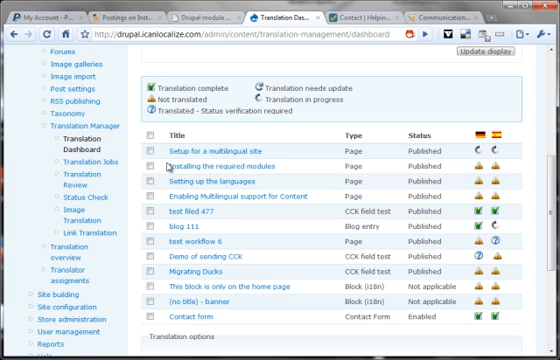 My Account - P
Postings on Inst
Drupal module
Translation Das
Contact | Helpin
Communication
http://drupal.icanlocalize.com/admin/content/translation-management/dashboard
Forums
Image galleries
Image import
Post settings
RSS publishing
Taxonomy
Translation Manager
Translation
Dashboard
Translation Jobs
Translation
Review
Status Check
Image
Translation
Link Translation
Translation
overview
Translator
assignments
Site building
Site configuration
Store administration
User management
Reports
Help
Update display
Translation complete Translation needs update
Not translated Translation in progress
Translated - Status verification required
Title Type Status
Setup for a multilingual site Page Published
Installing the required modules Page Published
Setting up the languages Page Published
Enabling Multilingual support for Content Page Published
test filed 477 CCK field test Published
blog 111 Blog entry Published
test workflow 6 Page Published
Demo of sending CCK CCK field test Published
Migrating Ducks CCK field test Published
This block is only on the home page Block (i18n) Not applicable
(no title) - banner Block (i18n) Not applicable
Contact form Contact Form Enabled
Translation options